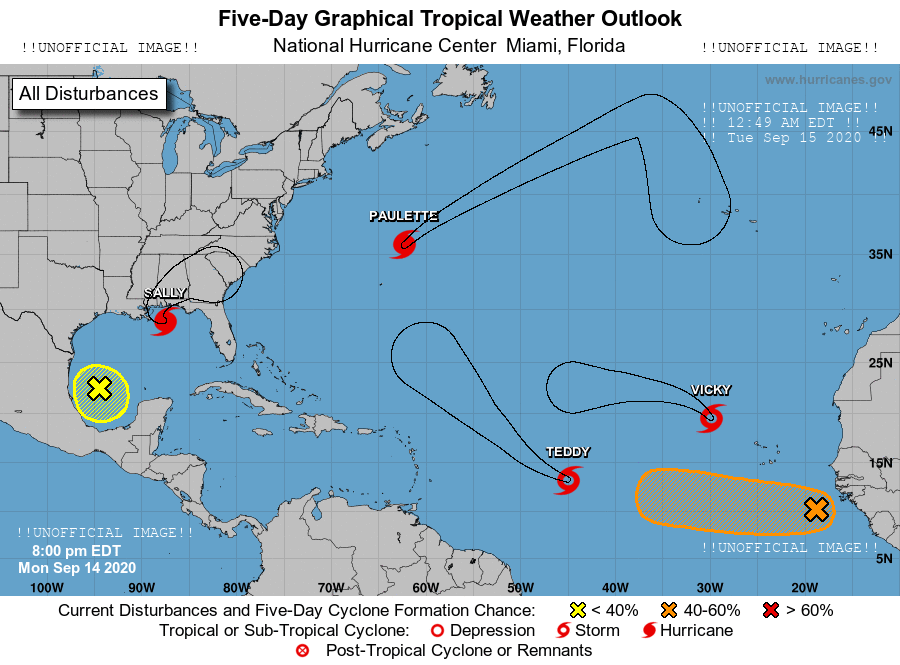 Five-Day Graphical Tropical Weather Outlook
!!UNOFFICIAL IMAGE!! National Hurricane Center Miami, Florida !!UNOFFICIAL IMAGE!!
www.hurricanes.gov
All Disturbances
!!UNOFFICIAL IMAGE!!
!! 12:49 AM EDT !!
!! Tue Sep 15 2020 !!
45N
PAULETTE
35N
SALLY
25N
VICKY
TEDDY
15N
!!UNOFFICIAL IMAGE!!
8:00 pm EDT
Mon Sep 14 2020
!!UNOFFICIAL IMAGE!!
5N
100W 90W 80W 70W 60W 50W 40W 30W 20W
Current Disturbances and Five-Day Cyclone Formation Chance: < 40% 40-60% > 60%
Tropical or Sub-Tropical Cyclone: Depression Storm Hurricane
Post-Tropical Cyclone or Remnants